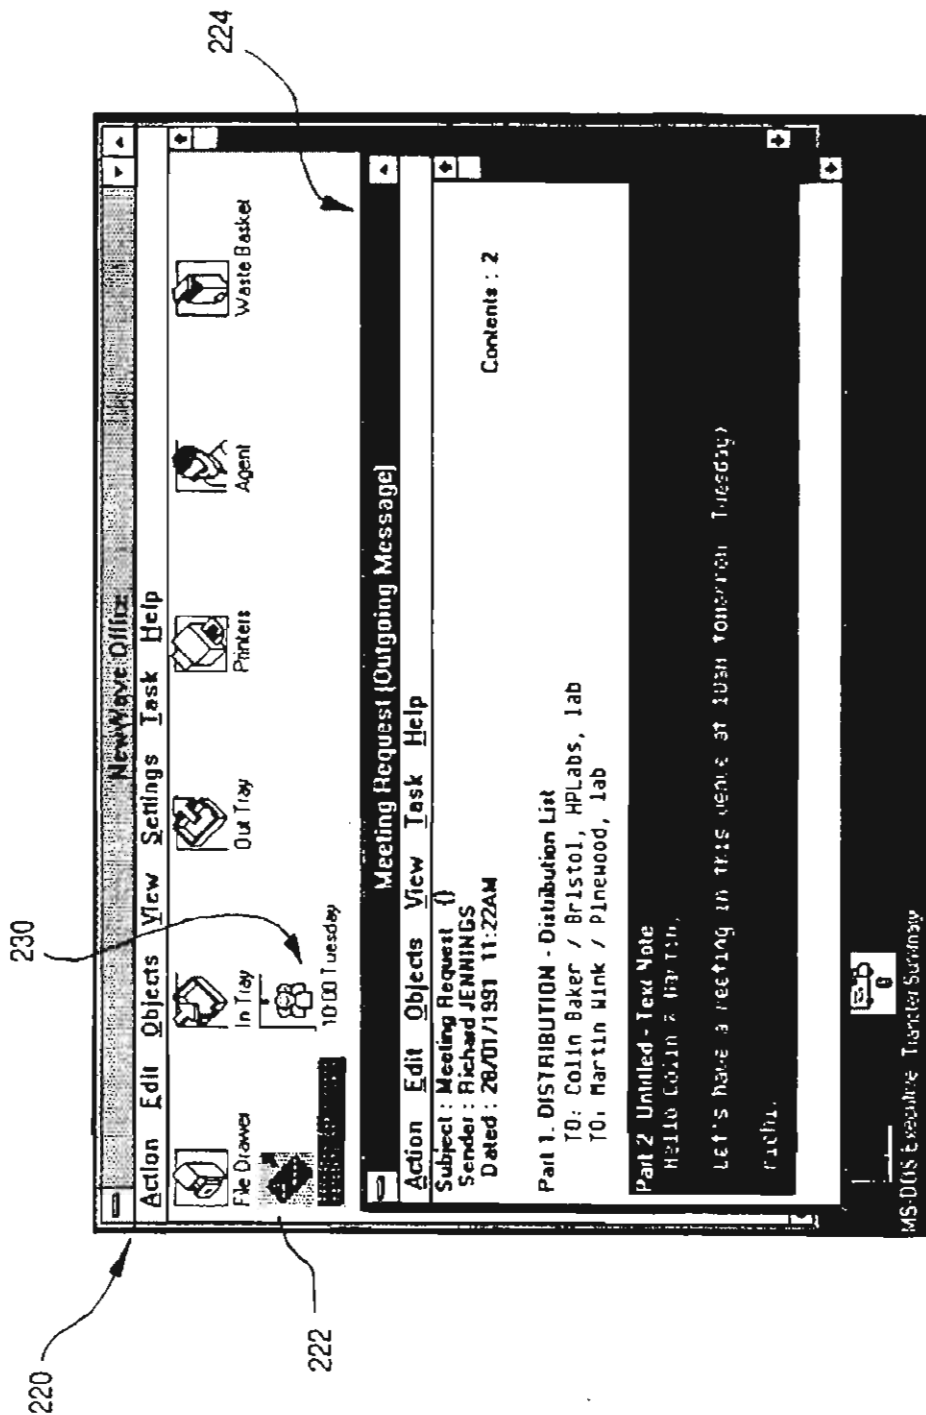 220
222
230
224
NewWave Office
Action Edit Objects View Settings Task Help
File Drawer In Tray Out Tray Printers Agent Waste Basket
10:00 Tuesday
Meeting Request (Outgoing Message)
Action Edit Objects View Task Help
Subject : Meeting Request {}
Sender : Richard JENNINGS
Dated : 28/01/1991 11:22AM Contents : 2
Part 1. DISTRIBUTION - Distribution List
TO: Colin Baker / Bristol, HPLabs, lab
TO: Martin Wink / Pinewood, lab
Part 2 Untitled - Text Note
Hello Colin & Martin,
Let's have a meeting in this venue at 10am tomorrow Tuesday)
MS-DOS Executive Transfer Summary